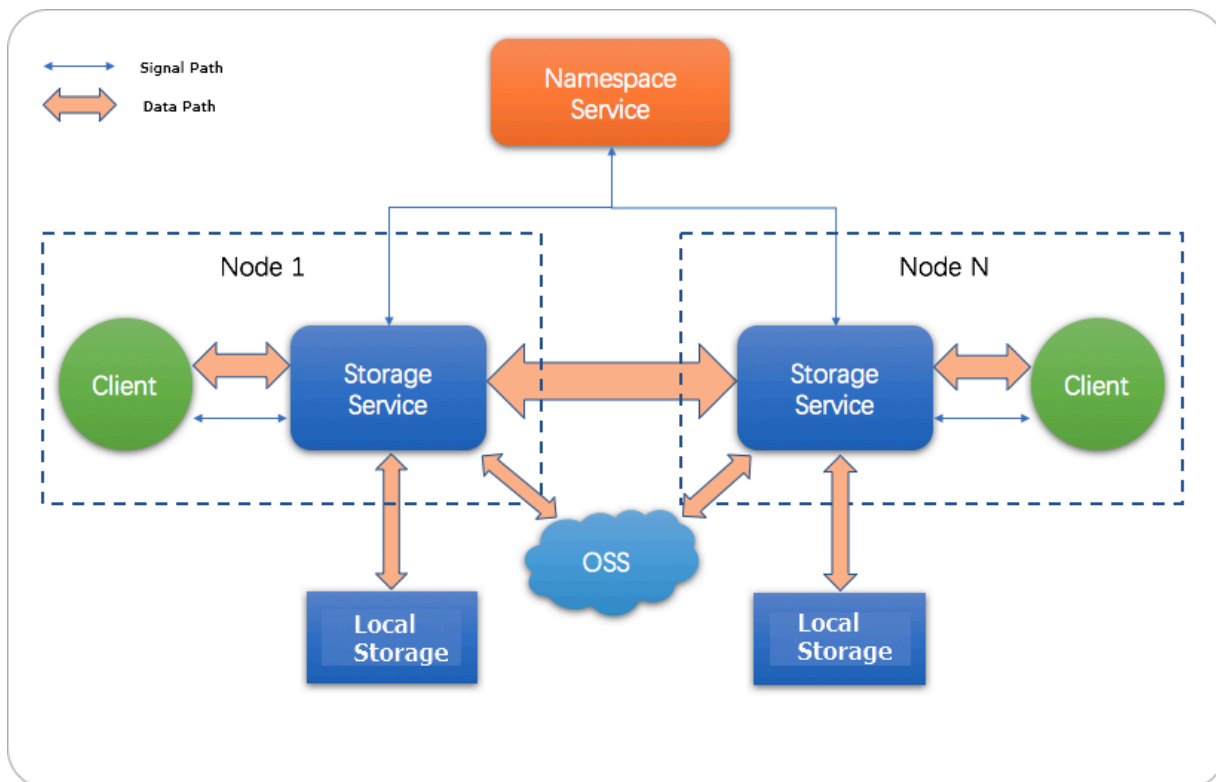 Signal Path
Data Path
Namespace
Service
Node 1
Node N
Client
Storage
Service
Storage
Service
Client
OSS
Local
Storage
Local
Storage